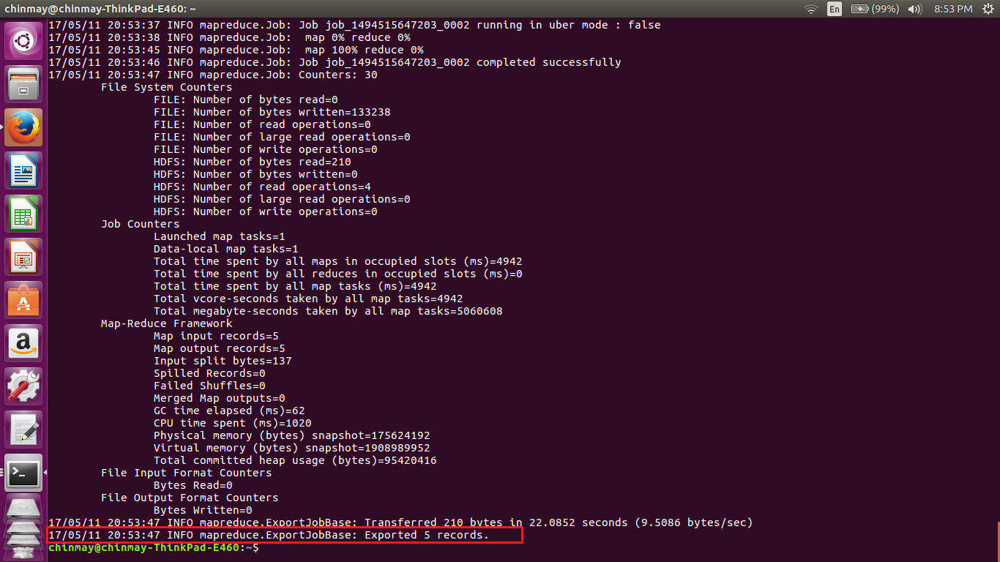 chinmay@chinmay-ThinkPad-E460: ~
En
(99%)
8:53 PM
17/05/11 20:53:37 INFO mapreduce.Job: Job job_1494515647203_0002 running in uber mode : false
17/05/11 20:53:38 INFO mapreduce.Job:  map 0% reduce 0%
17/05/11 20:53:45 INFO mapreduce.Job:  map 100% reduce 0%
17/05/11 20:53:46 INFO mapreduce.Job: Job job_1494515647203_0002 completed successfully
17/05/11 20:53:47 INFO mapreduce.Job: Counters: 30
File System Counters
FILE: Number of bytes read=0
FILE: Number of bytes written=133238
FILE: Number of read operations=0
FILE: Number of large read operations=0
FILE: Number of write operations=0
HDFS: Number of bytes read=210
HDFS: Number of bytes written=0
HDFS: Number of read operations=4
HDFS: Number of large read operations=0
HDFS: Number of write operations=0
Job Counters
Launched map tasks=1
Data-local map tasks=1
Total time spent by all maps in occupied slots (ms)=4942
Total time spent by all reduces in occupied slots (ms)=0
Total time spent by all map tasks (ms)=4942
Total vcore-seconds taken by all map tasks=4942
Total megabyte-seconds taken by all map tasks=5060608
Map-Reduce Framework
Map input records=5
Map output records=5
Input split bytes=137
Spilled Records=0
Failed Shuffles=0
Merged Map outputs=0
GC time elapsed (ms)=62
CPU time spent (ms)=1020
Physical memory (bytes) snapshot=175624192
Virtual memory (bytes) snapshot=1908989952
Total committed heap usage (bytes)=95420416
File Input Format Counters
Bytes Read=0
File Output Format Counters
Bytes Written=0
17/05/11 20:53:47 INFO mapreduce.ExportJobBase: Transferred 210 bytes in 22.0852 seconds (9.5086 bytes/sec)
17/05/11 20:53:47 INFO mapreduce.ExportJobBase: Exported 5 records.
chinmay@chinmay-ThinkPad-E460:~$